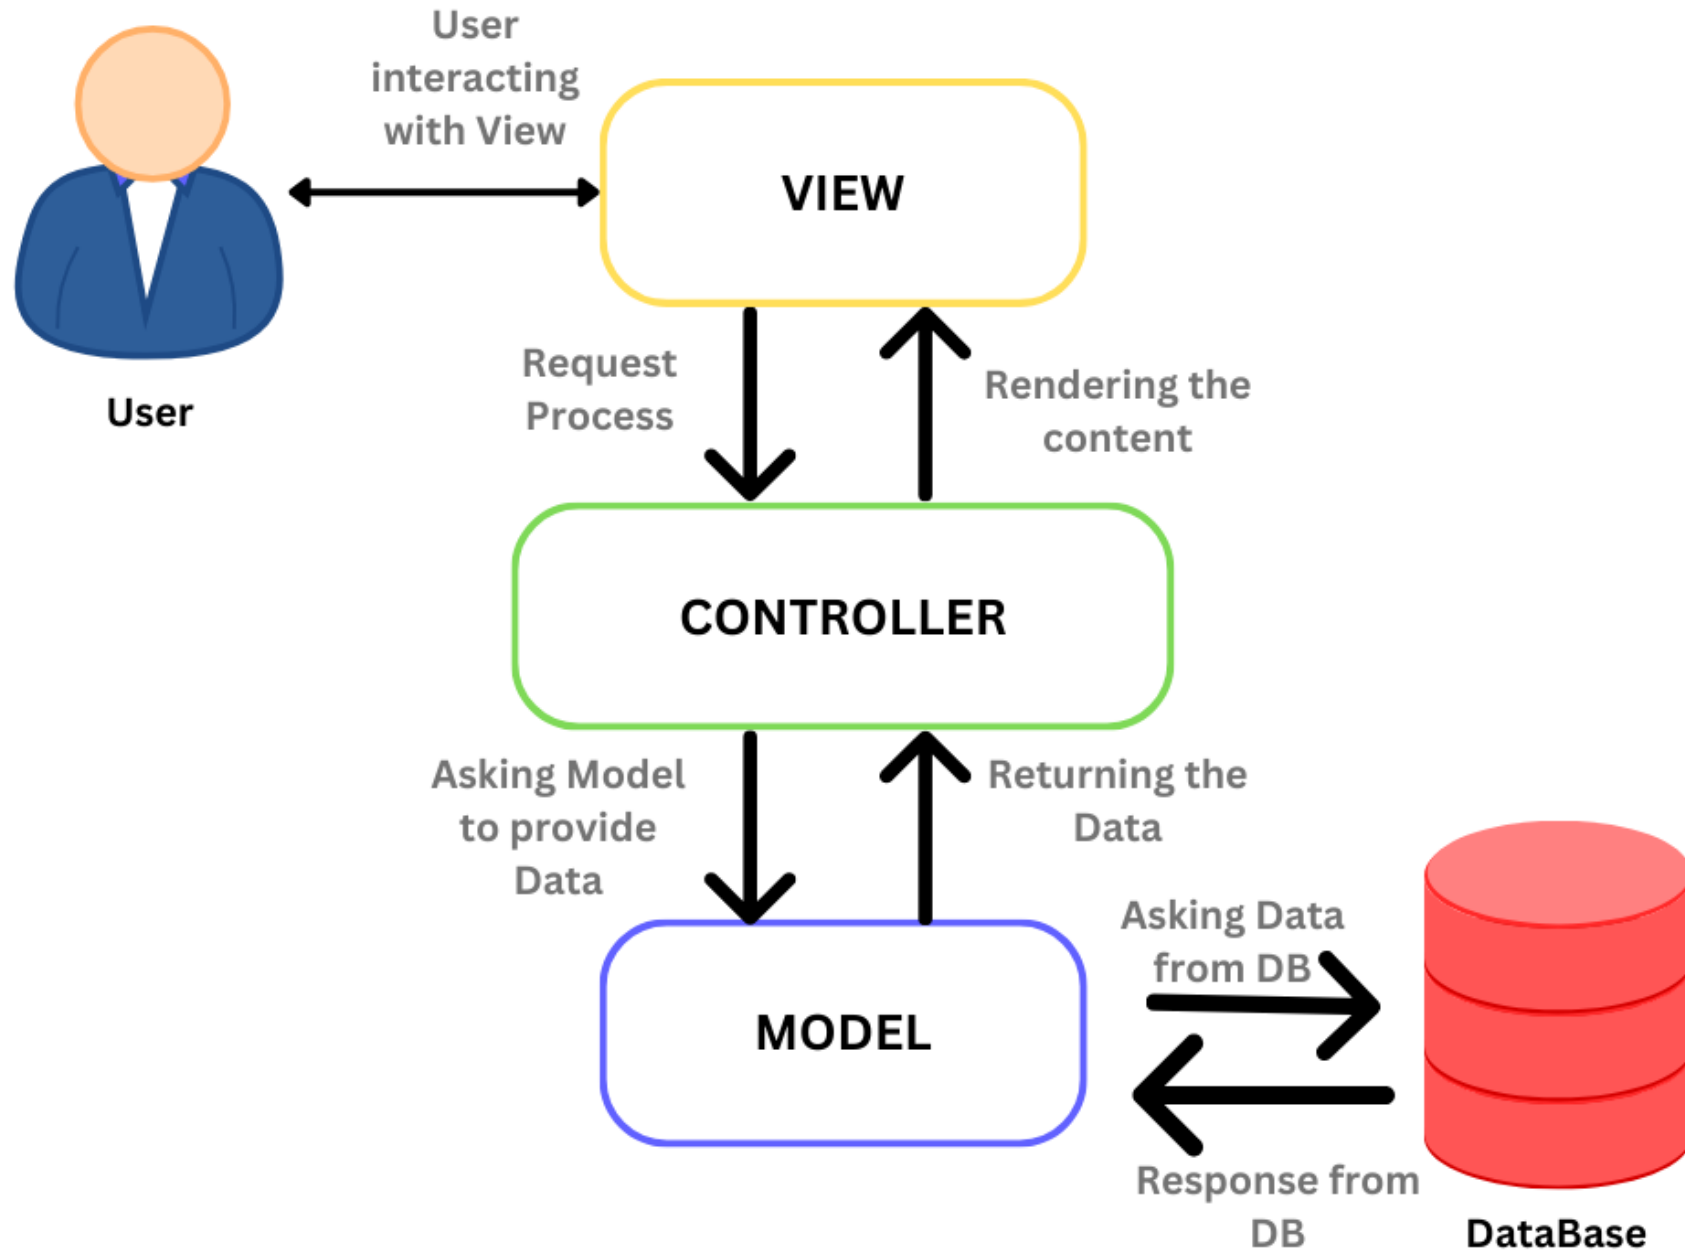 User
interacting
with View
VIEW
User
Request
Process
Rendering the
content
CONTROLLER
Asking Model
to provide
Data
Returning the
Data
MODEL
Asking Data
from DB
Response from
DB
DataBase